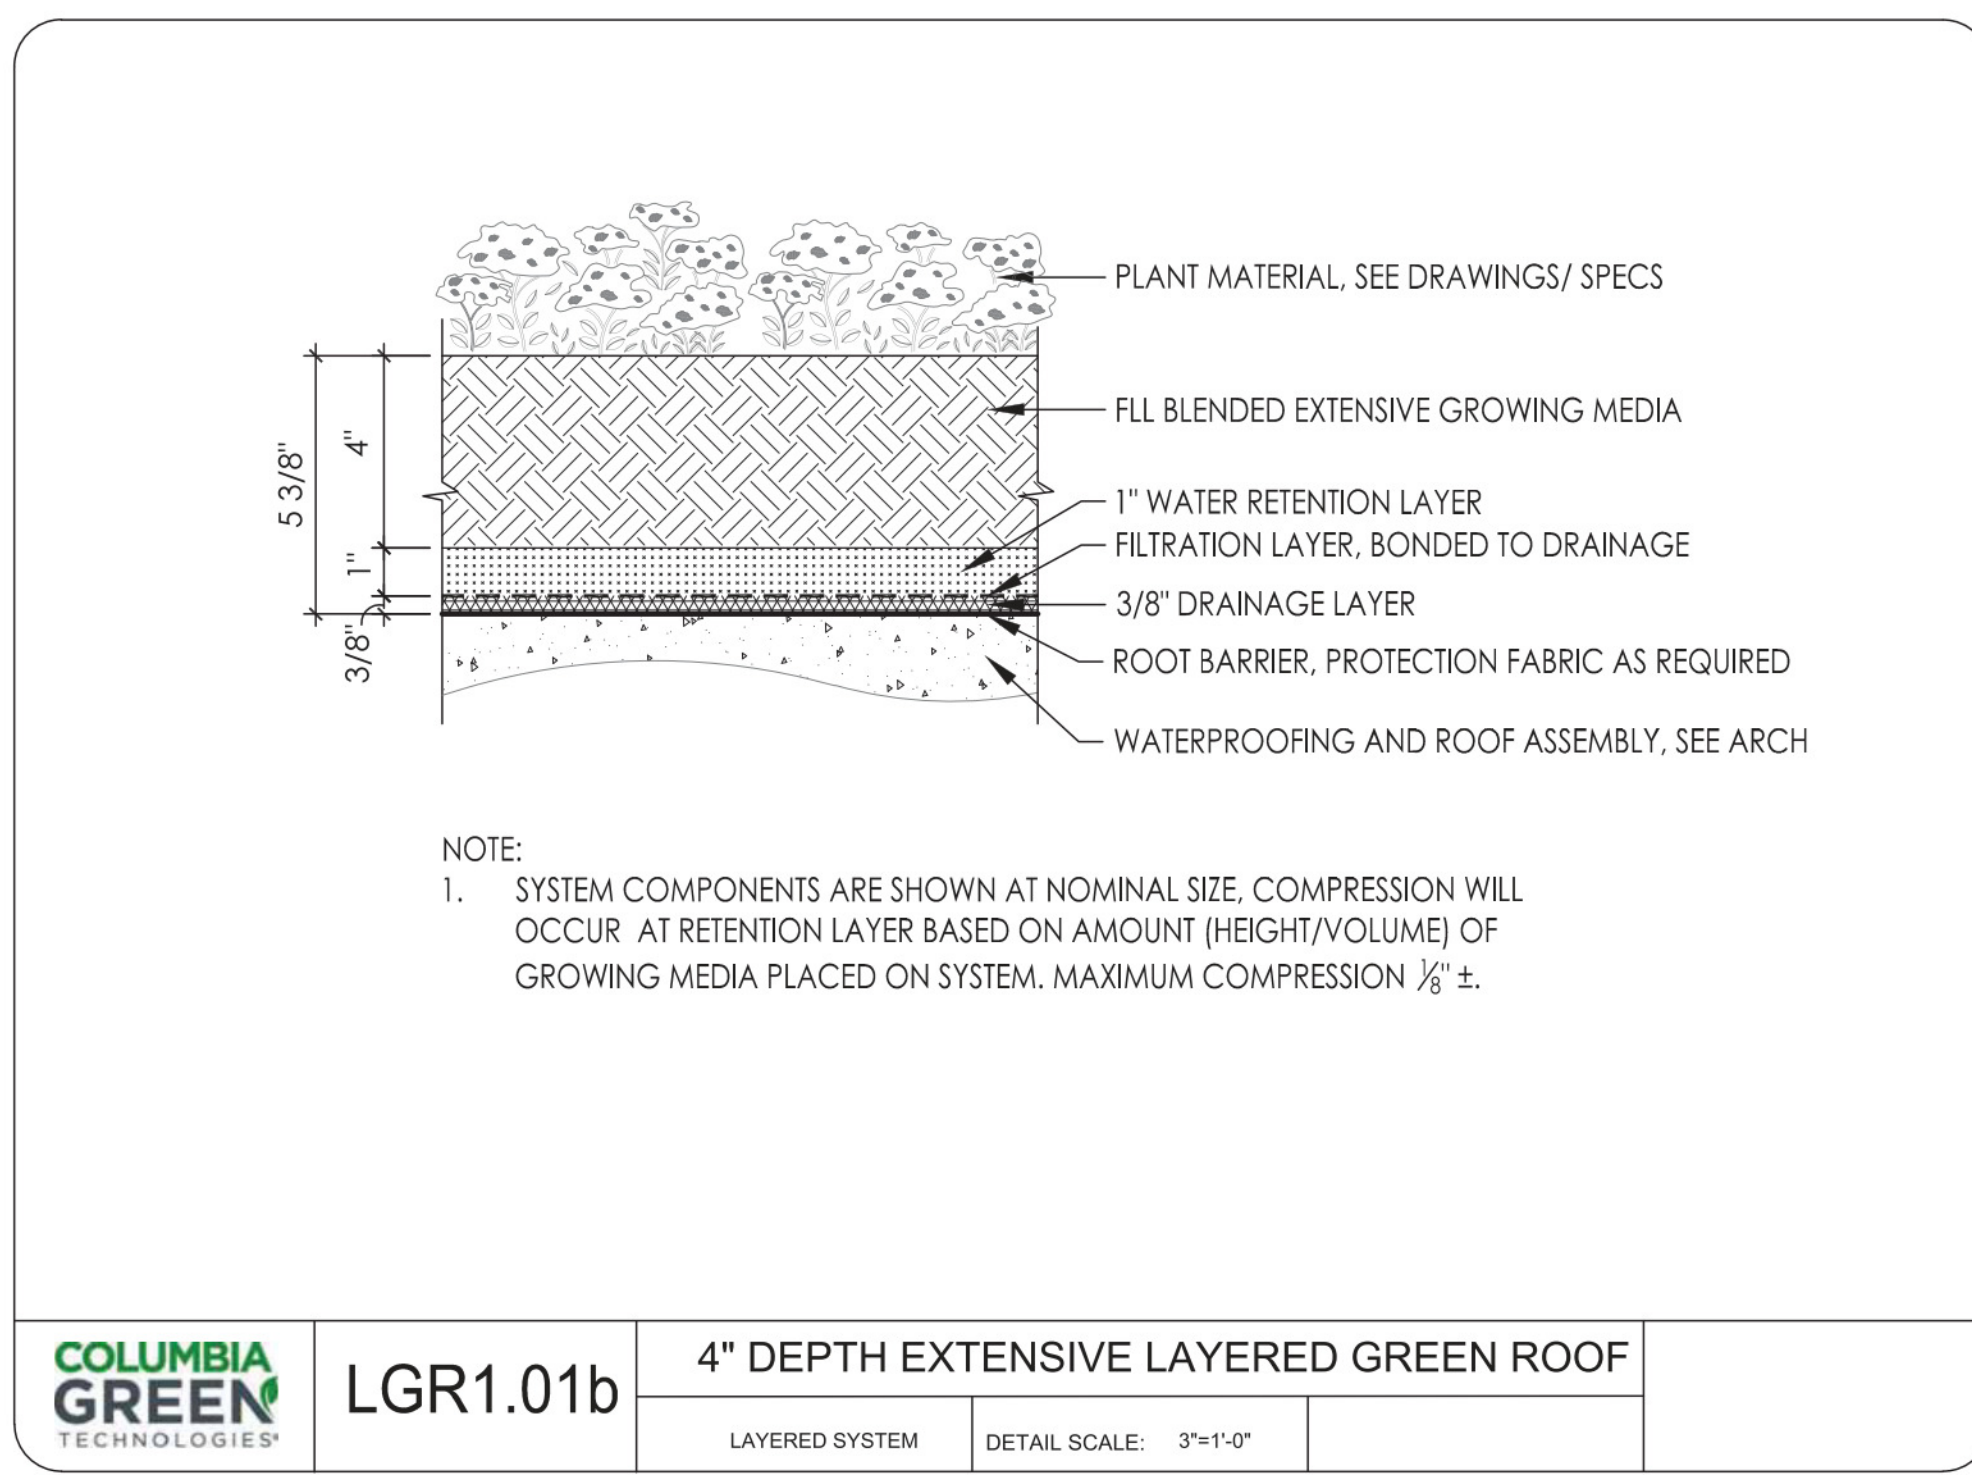 PLANT MATERIAL, SEE DRAWINGS/ SPECS
FLL BLENDED EXTENSIVE GROWING MEDIA
1" WATER RETENTION LAYER
FILTRATION LAYER, BONDED TO DRAINAGE
3/8" DRAINAGE LAYER
ROOT BARRIER, PROTECTION FABRIC AS REQUIRED
WATERPROOFING AND ROOF ASSEMBLY, SEE ARCH
5 3/8"
4"
1"
3/8"
NOTE:
1. SYSTEM COMPONENTS ARE SHOWN AT NOMINAL SIZE, COMPRESSION WILL
OCCUR AT RETENTION LAYER BASED ON AMOUNT (HEIGHT/VOLUME) OF
GROWING MEDIA PLACED ON SYSTEM. MAXIMUM COMPRESSION ⅛" ±.
COLUMBIA
GREEN
TECHNOLOGIES®
LGR1.01b
4" DEPTH EXTENSIVE LAYERED GREEN ROOF
LAYERED SYSTEM
DETAIL SCALE: 3"=1'-0"